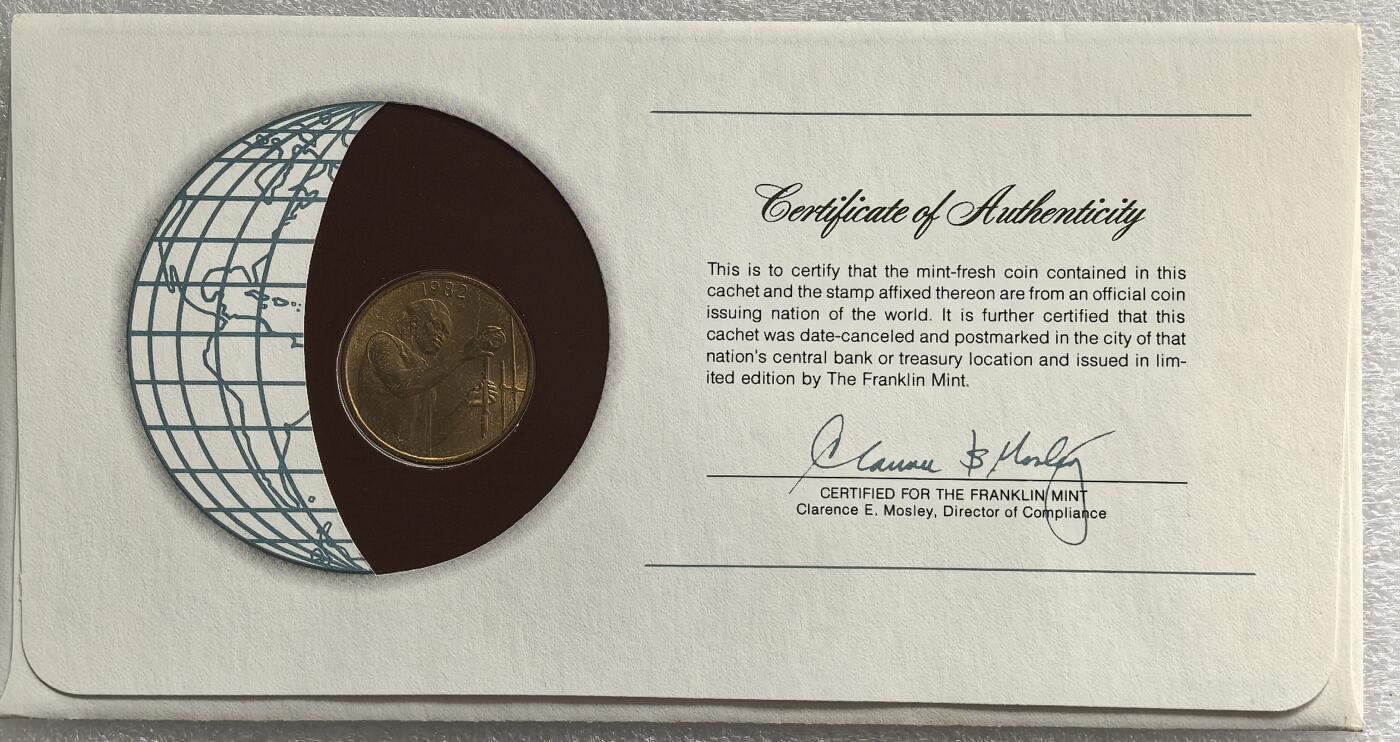 1982
Certificate of Authenticity
This is to certify that the mint-fresh coin contained in this
cachet and the stamp affixed thereon are from an official coin
issuing nation of the world. It is further certified that this
cachet was date-canceled and postmarked in the city of that
nation's central bank or treasury location and issued in lim-
ited edition by The Franklin Mint.
Clarence E Mosley
CERTIFIED FOR THE FRANKLIN MINT
Clarence E. Mosley, Director of Compliance